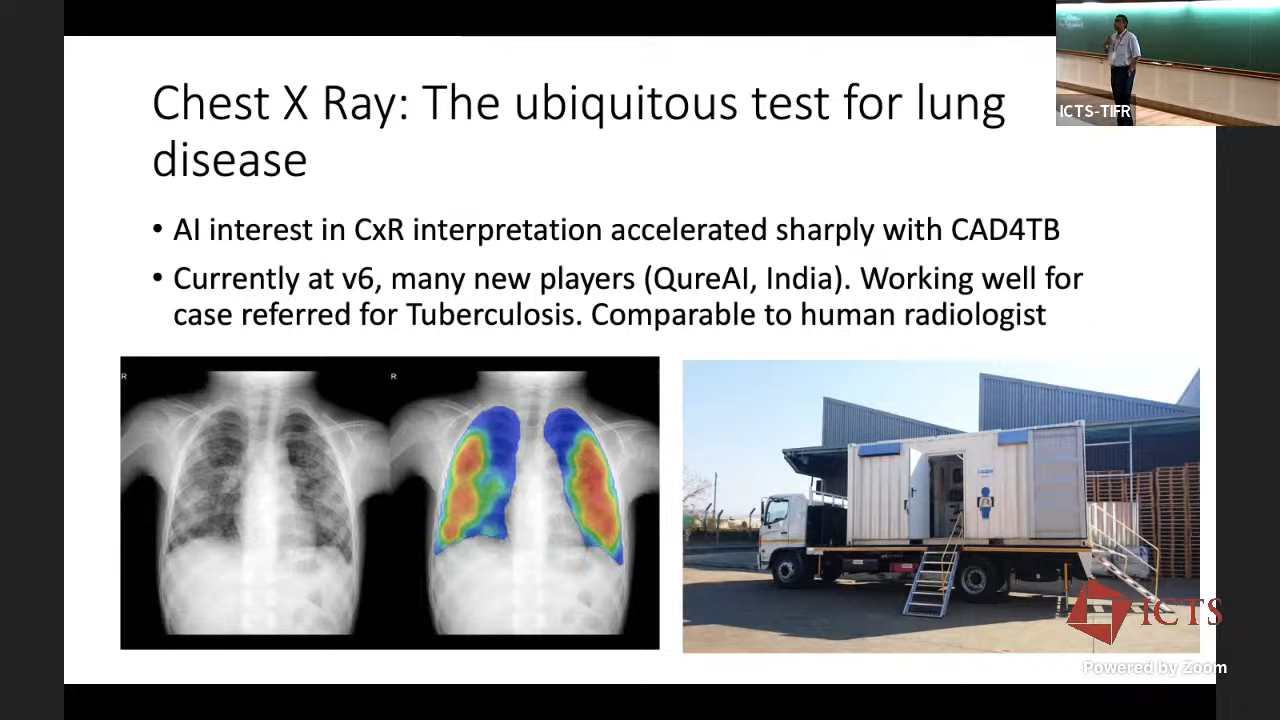 Chest X Ray: The ubiquitous test for lung
disease
ICTS-TIFR
• AI interest in CxR interpretation accelerated sharply with CAD4TB
• Currently at v6, many new players (QureAI, India). Working well for
case referred for Tuberculosis. Comparable to human radiologist
R
R
ICTS
Powered by Zoom